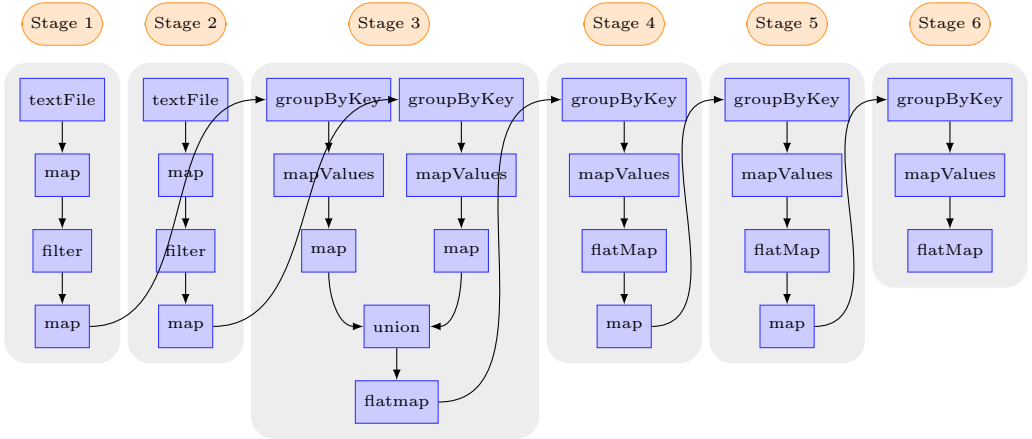 Stage 1
Stage 2
Stage 3
Stage 4
Stage 5
Stage 6
textFile
map
filter
map
textFile
map
filter
map
groupByKey
mapValues
map
groupByKey
mapValues
map
union
flatmap
groupByKey
mapValues
flatMap
map
groupByKey
mapValues
flatMap
map
groupByKey
mapValues
flatMap